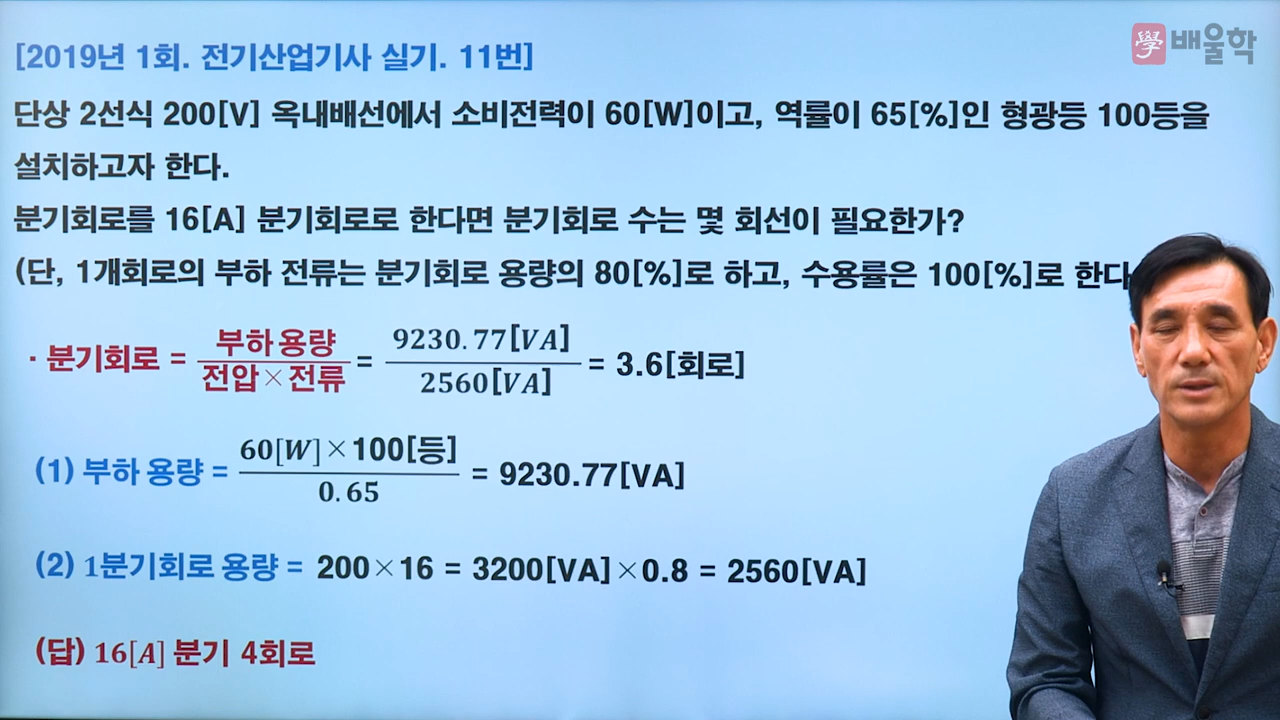 學 배울학
[2019년 1회. 전기산업기사 실기. 11번]
단상 2선식 200[V] 옥내배선에서 소비전력이 60[W]이고, 역률이 65[%]인 형광등 100등을
설치하고자 한다.
분기회로를 16[A] 분기회로로 한다면 분기회로 수는 몇 회선이 필요한가?
(단, 1개회로의 부하 전류는 분기회로 용량의 80[%]로 하고, 수용률은 100[%]로 한다
· 분기회로 = 부하 용량 / 전압 × 전류 = 9230.77[VA] / 2560[VA] = 3.6[회로]
(1) 부하 용량 = 60[W] × 100[등] / 0.65 = 9230.77[VA]
(2) 1분기회로 용량 = 200 × 16 = 3200[VA] × 0.8 = 2560[VA]
(답) 16[A] 분기 4회로